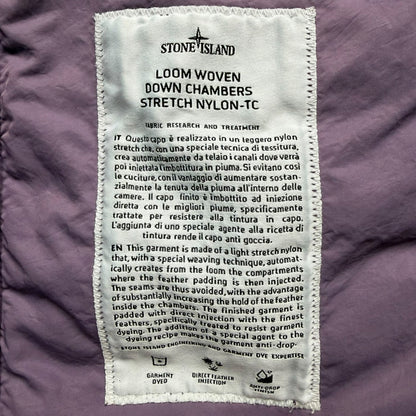 STONE ISLAND
LOOM WOVEN
DOWN CHAMBERS
STRETCH NYLON-TC
FABRIC RESEARCH AND TREATMENT
IT Questo capo è realizzato in un leggero nylon
stretch che, con una speciale tecnica di tessitura,
crea automaticamente da telaio i canali dove verrà
poi iniettata l'imbottitura in piuma. Si evitano così
le cuciture, con il vantaggio di aumentare sostan-
zialmente la tenuta della piuma all'interno delle
camere. Il capo finito è imbottito ad iniezione
diretta con le migliori piume, specificamente
trattate per resistere alla tintura in capo.
L'aggiunta di uno speciale agente alla ricetta di
tintura rende il capo anti goccia.
EN This garment is made of a light stretch nylon
that, with a special weaving technique, automat-
ically creates from the loom the compartments
where the feather padding is then injected.
The seams are thus avoided, with the advantage
of substantially increasing the hold of the feather
inside the chambers. The finished garment is
padded with direct injection with the finest
feathers, specifically treated to resist garment
dyeing. The addition of a special agent to the
dyeing recipe makes the garment anti-drop.
STONE ISLAND ENGINEERING AND GARMENT DYE EXPERTISE
GARMENT DYED
DIRECT FEATHER INJECTION
ANTI-DROP FINISH